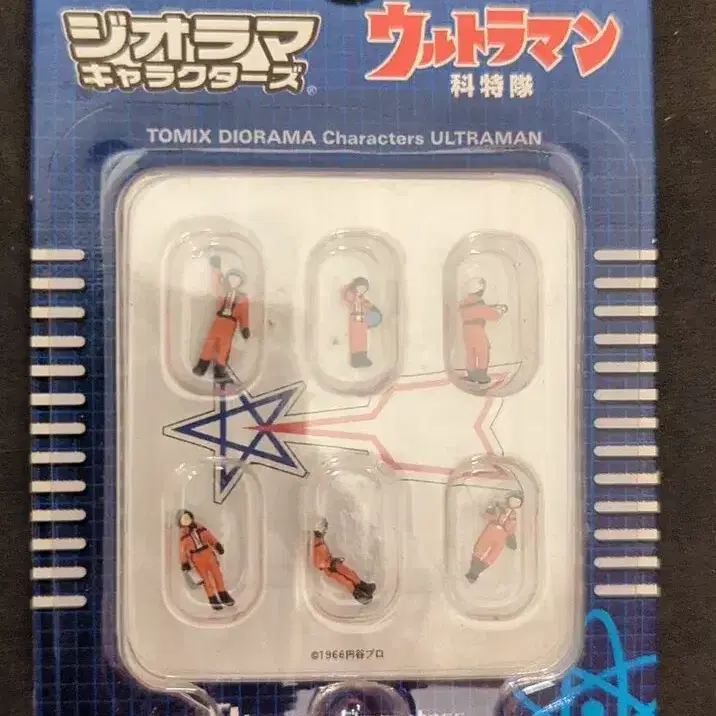 ジオラマ
キャラクターズ®
ウルトラマン
科特隊
TOMIX DIORAMA Characters ULTRAMAN
©1966円谷プロ